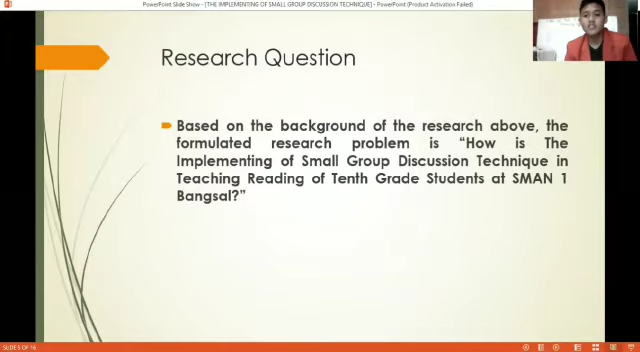 PowerPoint Slide Show - [THE IMPLEMENTING OF SMALL GROUP DISCUSSION TECHNIQUE] - PowerPoint (Product Activation Failed)
Research Question
Based on the background of the research above, the
formulated research problem is "How is The
Implementing of Small Group Discussion Technique in
Teaching Reading of Tenth Grade Students at SMAN 1
Bangsal?"
SLIDE 5 OF 16